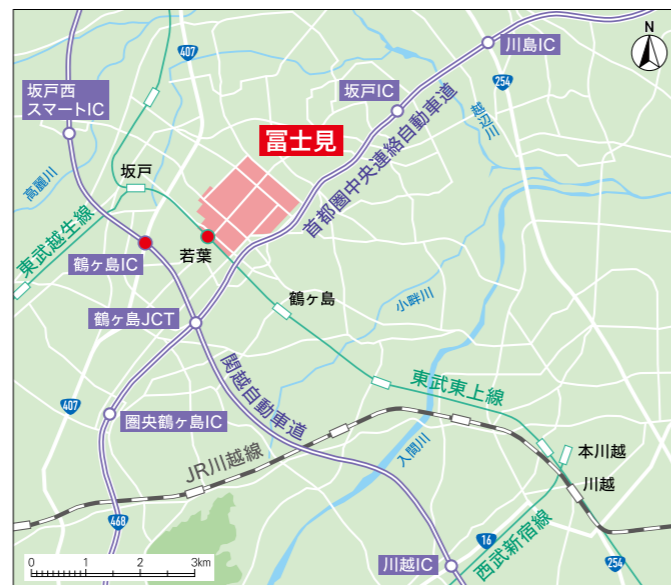 N
川島IC
407
254
坂戸西
スマートIC
坂戸IC
越辺川
冨士見
首都圏中央連絡自動車道
高麗川
坂戸
東武越生線
若葉
鶴ヶ島IC
鶴ヶ島
小畔川
鶴ヶ島JCT
関越自動車道
東武東上線
407
圏央鶴ヶ島IC
入間川
本川越
JR川越線
川越
468
16
西武新宿線
川越IC
254
0 1 2 3km